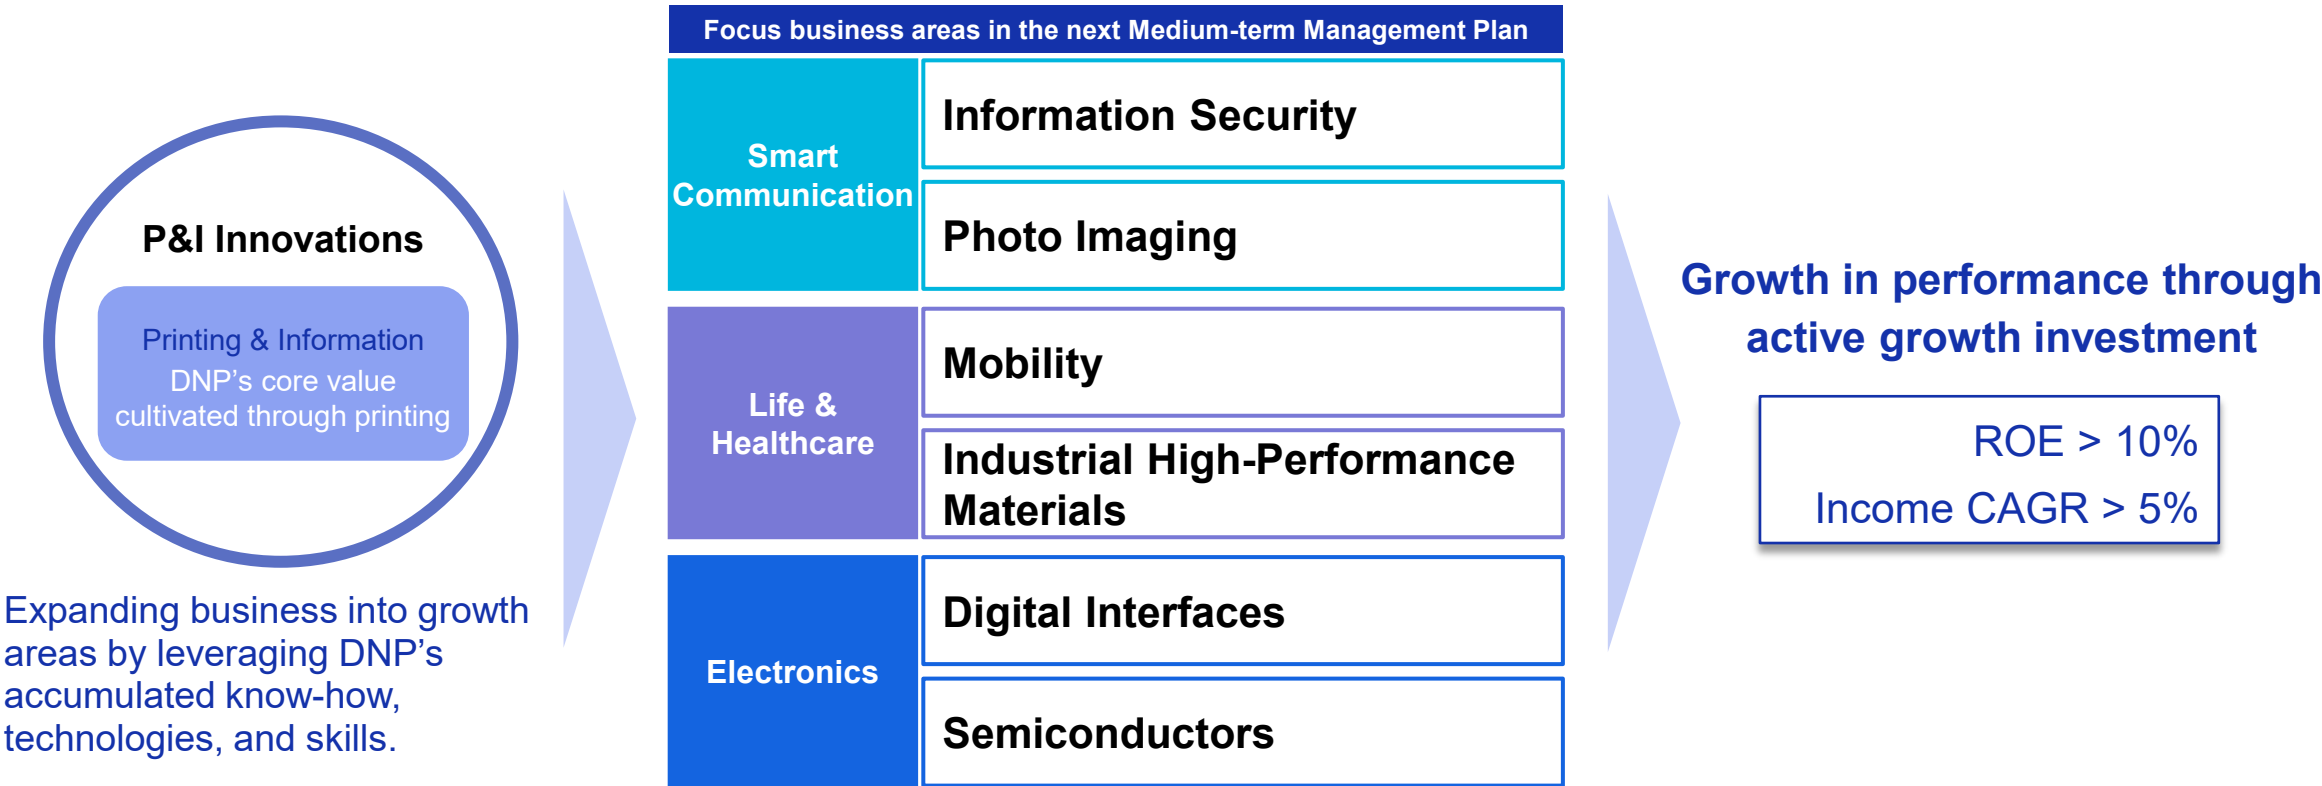 Focus business areas in the next Medium-term Management Plan
P&I Innovations
Printing & Information
DNP’s core value
cultivated through printing
Expanding business into growth
areas by leveraging DNP’s
accumulated know-how,
technologies, and skills.
Smart
Communication
Information Security
Photo Imaging
Life &
Healthcare
Mobility
Industrial High-Performance
Materials
Electronics
Digital Interfaces
Semiconductors
Growth in performance through
active growth investment
ROE > 10%
Income CAGR > 5%